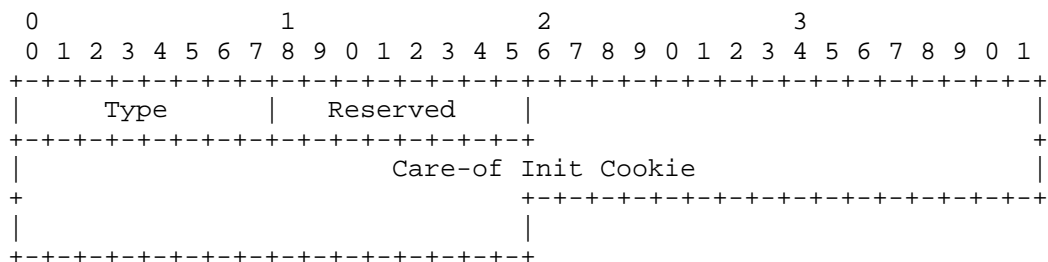 0                   1                   2                   3
 0 1 2 3 4 5 6 7 8 9 0 1 2 3 4 5 6 7 8 9 0 1 2 3 4 5 6 7 8 9 0 1
+-+-+-+-+-+-+-+-+-+-+-+-+-+-+-+-+-+-+-+-+-+-+-+-+-+-+-+-+-+-+-+-+
|     Type      |   Reserved    |                               |
+-+-+-+-+-+-+-+-+-+-+-+-+-+-+-+-+                               +
|                       Care-of Init Cookie                     |
+                               +-+-+-+-+-+-+-+-+-+-+-+-+-+-+-+-+
|                               |
+-+-+-+-+-+-+-+-+-+-+-+-+-+-+-+-+